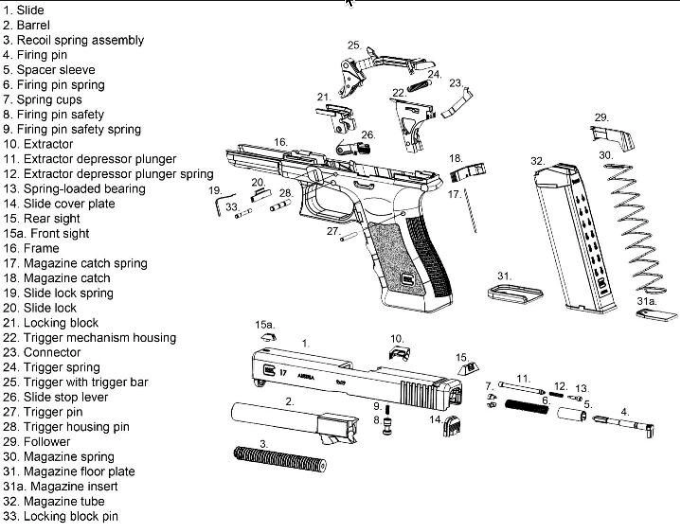 1. Slide
2. Barrel
3. Recoil spring assembly
4. Firing pin
5. Spacer sleeve
6. Firing pin spring
7. Spring cups
8. Firing pin safety
9. Firing pin safety spring
10. Extractor
11. Extractor depressor plunger
12. Extractor depressor plunger spring
13. Spring-loaded bearing
14. Slide cover plate
15. Rear sight
15a. Front sight
16. Frame
17. Magazine catch spring
18. Magazine catch
19. Slide lock spring
20. Slide lock
21. Locking block
22. Trigger mechanism housing
23. Connector
24. Trigger spring
25. Trigger with trigger bar
26. Slide stop lever
27. Trigger pin
28. Trigger housing pin
29. Follower
30. Magazine spring
31. Magazine floor plate
31a. Magazine insert
32. Magazine tube
33. Locking block pin
25.
24.
23.
22.
21.
26.
16.
18.
17.
19.
20.
28.
33.
27.
29.
30.
32.
31.
31a.
15a.
1.
10.
15.
GLOCK 17 AUSTRIA 9x19
2.
9.
8.
14.
3.
7.
11.
12.
13.
6.
5.
4.
GLOCK